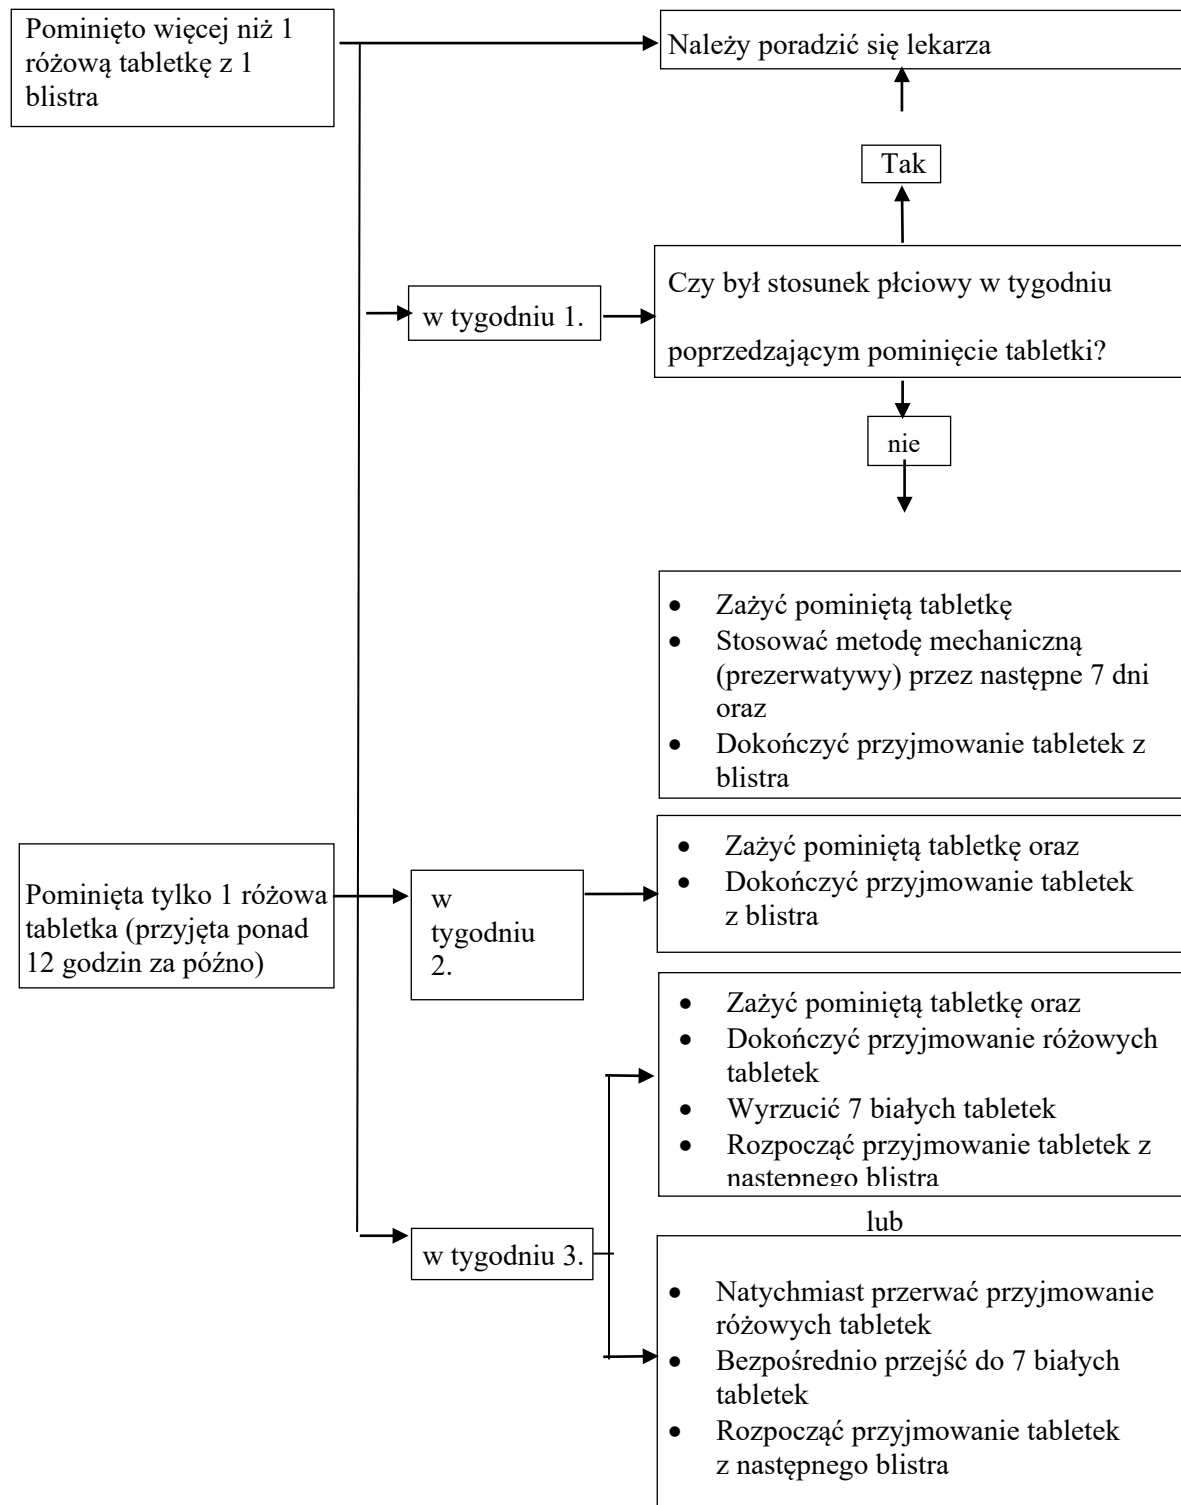 Pominięto więcej niż 1
różową tabletkę z 1
blistra
Należy poradzić się lekarza
Tak
Czy był stosunek płciowy w tygodniu
poprzedzającym pominięcie tabletki?
w tygodniu 1.
nie
• Zażyć pominiętą tabletkę
• Stosować metodę mechaniczną
(prezerwatywy) przez następne 7 dni
oraz
• Dokończyć przyjmowanie tabletek z
blistra
Pominięta tylko 1 różowa
tabletka (przyjęta ponad
12 godzin za późno)
w
tygodniu
2.
• Zażyć pominiętą tabletkę oraz
• Dokończyć przyjmowanie tabletek
z blistra
• Zażyć pominiętą tabletkę oraz
• Dokończyć przyjmowanie różowych
tabletek
• Wyrzucić 7 białych tabletek
• Rozpocząć przyjmowanie tabletek z
następnego blistra
lub
w tygodniu 3.
• Natychmiast przerwać przyjmowanie
różowych tabletek
• Bezpośrednio przejść do 7 białych
tabletek
• Rozpocząć przyjmowanie tabletek
z następnego blistra